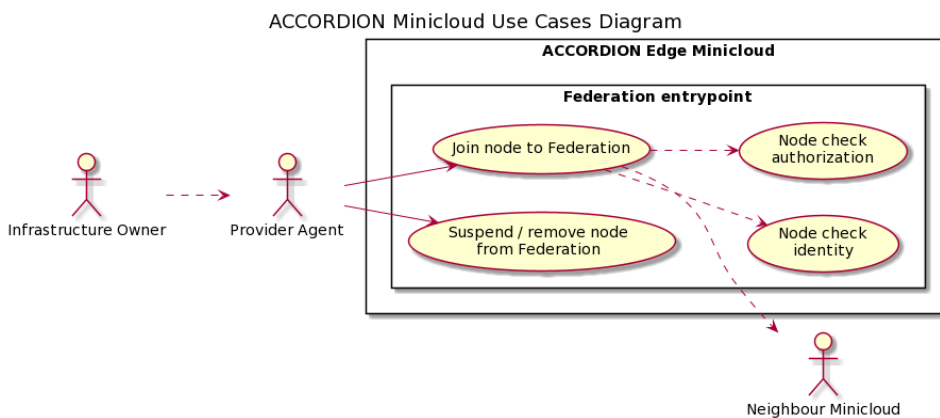 ACCORDION Minicloud Use Cases Diagram
ACCORDION Edge Minicloud
Federation entrypoint
Join node to Federation
Node check
authorization
Infrastructure Owner
Provider Agent
Suspend / remove node
from Federation
Node check
identity
Neighbour Minicloud